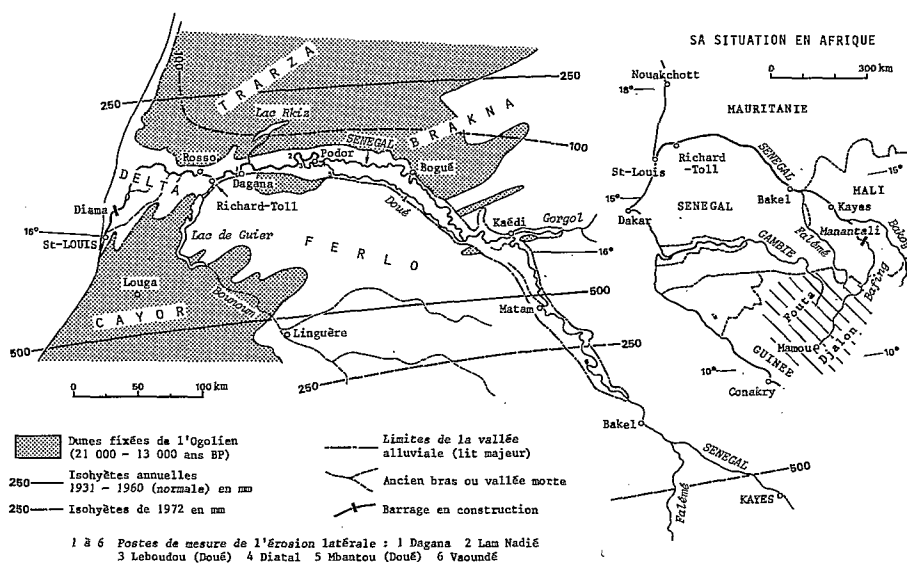 SA SITUATION EN AFRIQUE
0 300 km
Nouakchott
18°
MAURITANIE
St-Louis
Richard
-Toll
SENEGAL
15°
Dakar
SENEGAL
Bakel
MALI
Kayes
Manantali
Bakoy
Falémé
Bafing
GAMBIE
Fouta
Djalon
Mamou
GUINEE
10°
10°
Conakry
TRARZA
100
250
250
Lac Rkiz
BRAKNA
100
SENEGAL
Rosso
Podor
Bogué
DELTA
Dagana
Richard-Toll
Diama
16°
St-LOUIS
Lac de Guier
Doué
Kaédi
Gorgol
16°
FERLO
Louga
Bounoum
CAYOR
500
Linguère
Matam
500
250
250
Bakel
SENEGAL
500
KAYES
Falémé
0 50 100 km
Dunes fixées de l'Ogolien
(21 000 - 13 000 ans BP)
250 Isohyètes annuelles
1931 - 1960 (normale) en mm
250 Isohyètes de 1972 en mm
Limites de la vallée
alluviale (lit majeur)
Ancien bras ou vallée morte
Barrage en construction
1 à 6 Postes de mesure de l'érosion latérale : 1 Dagana 2 Lam Nadié
3 Leboudou (Doué) 4 Diatal 5 Mbantou (Doué) 6 Vaoundé